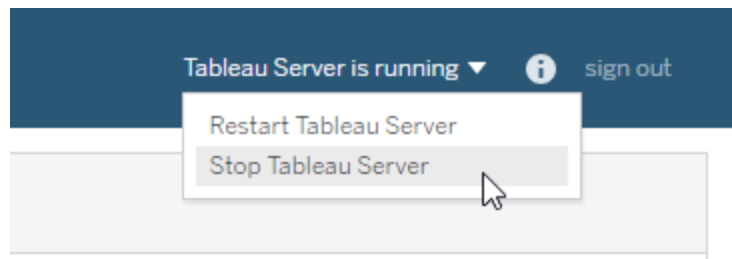 Tableau Server is running sign out
Restart Tableau Server
Stop Tableau Server